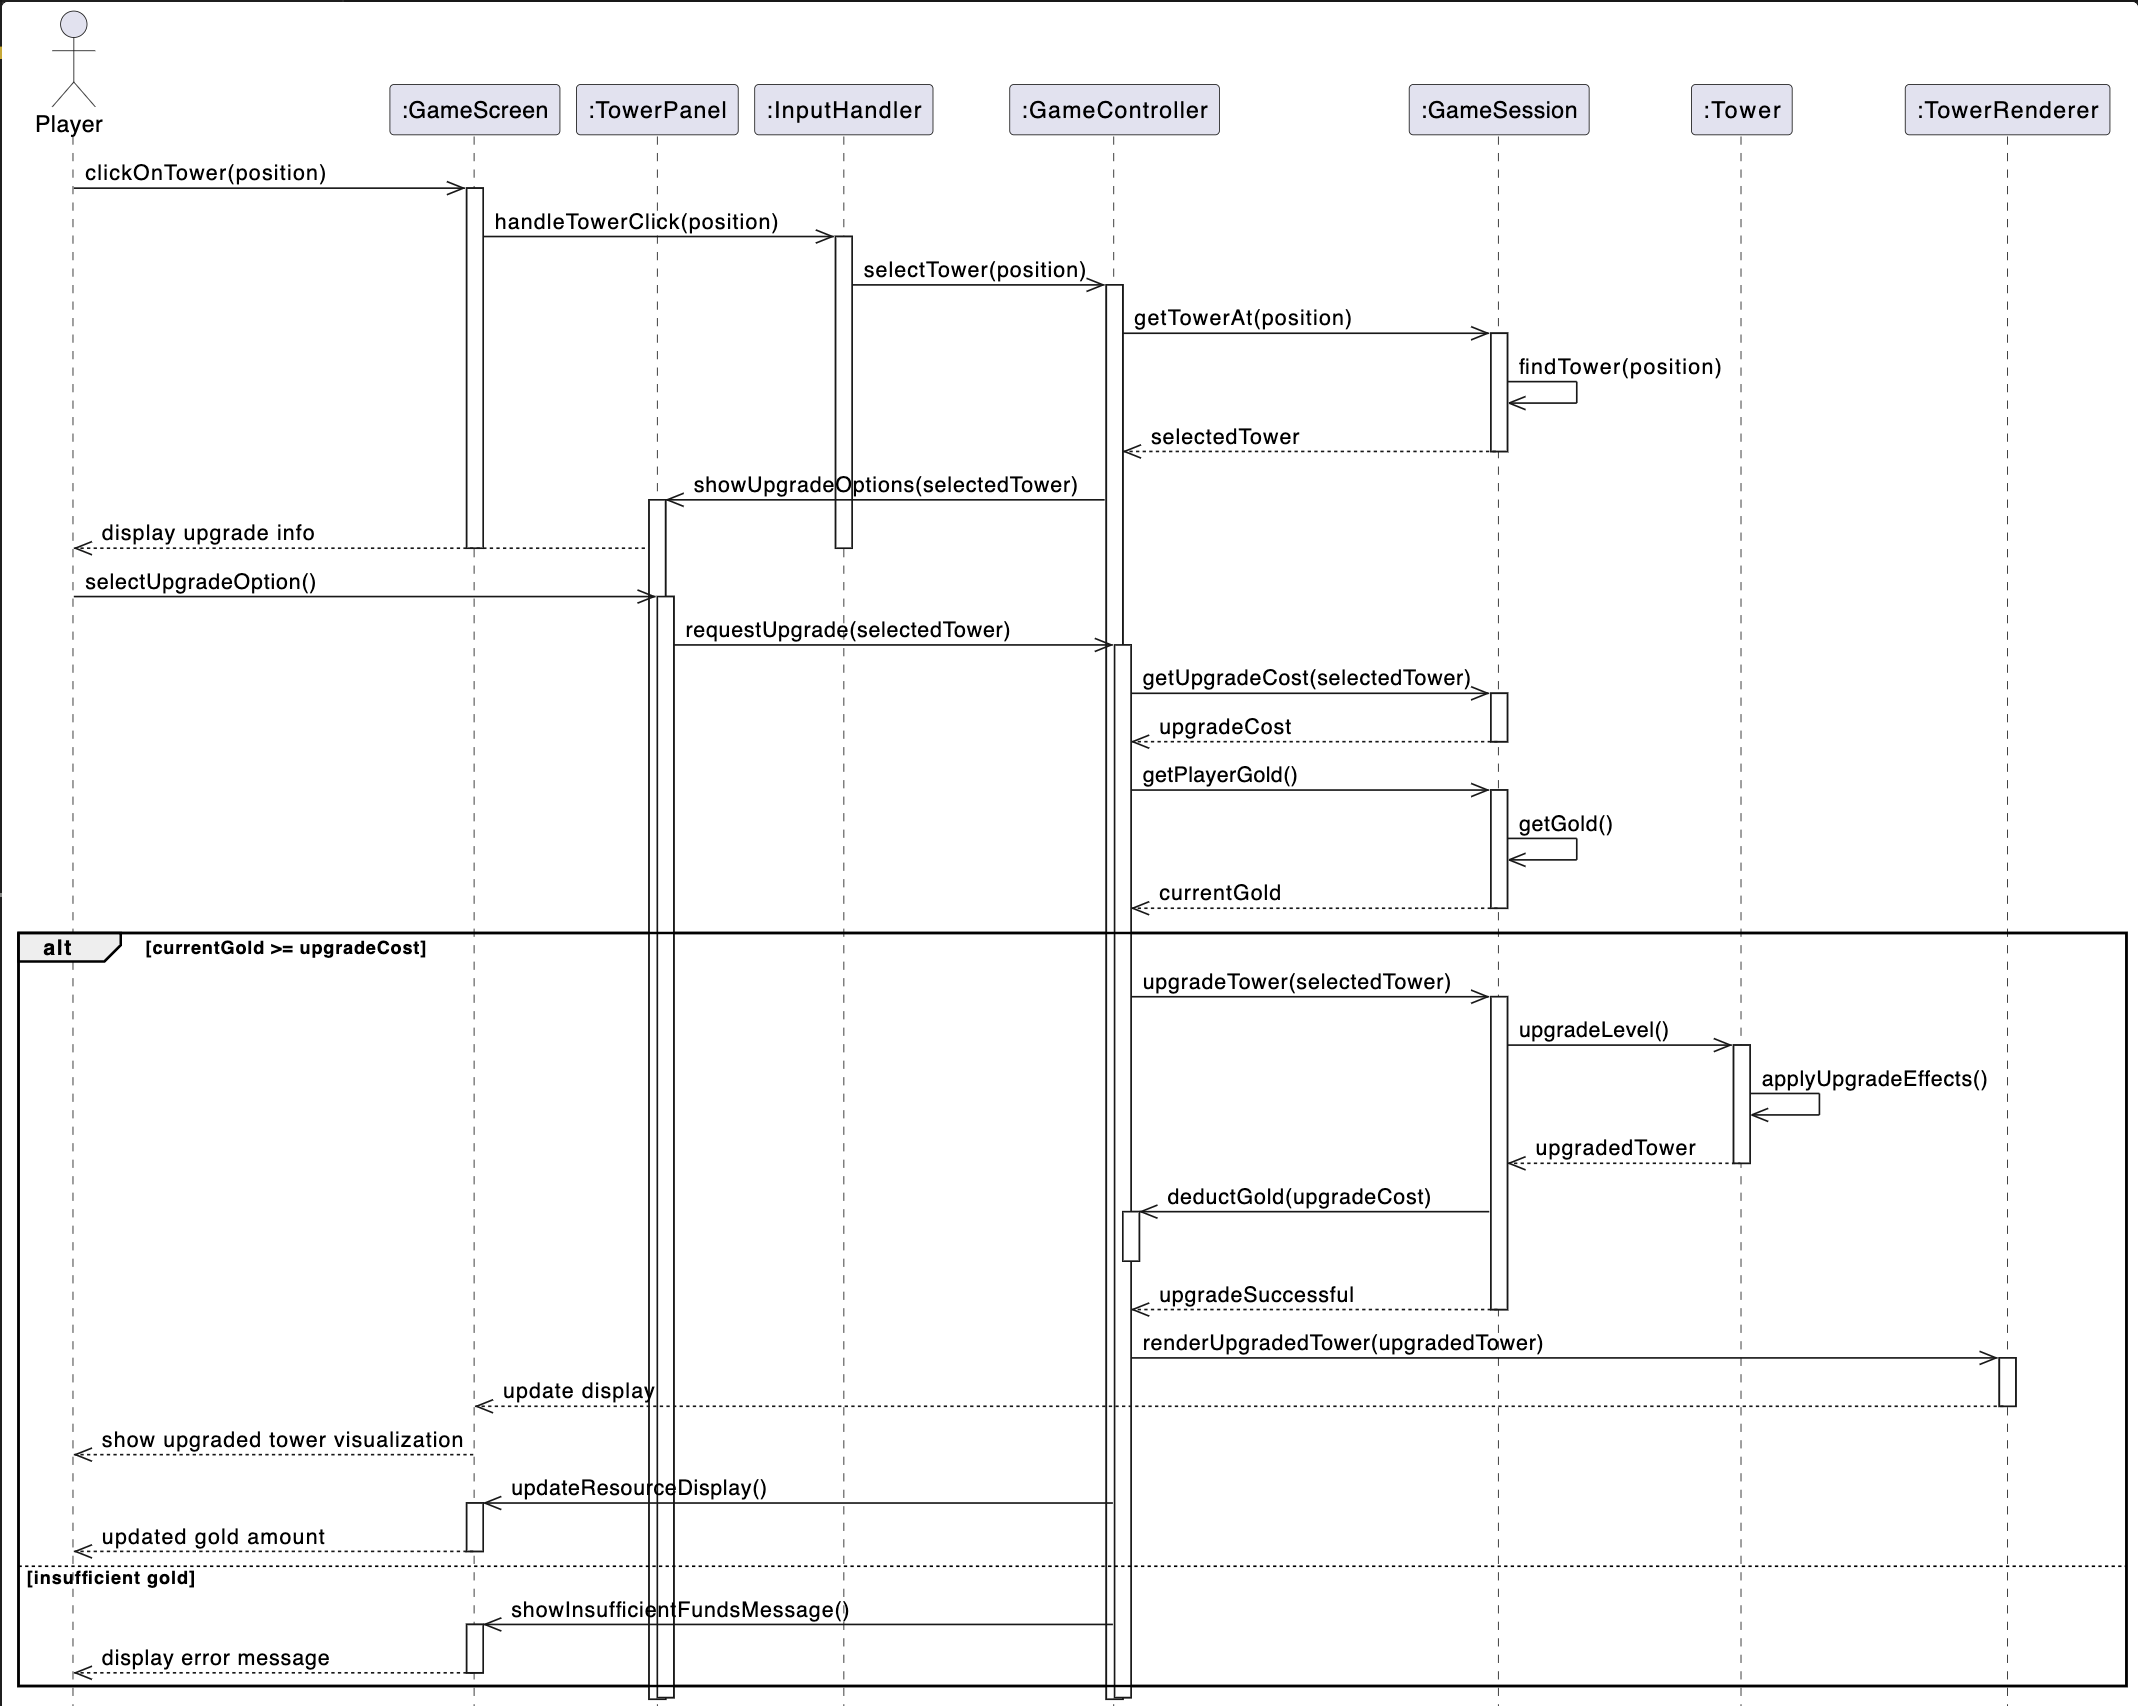 Player
:GameScreen
:TowerPanel
:InputHandler
:GameController
:GameSession
:Tower
:TowerRenderer
clickOnTower(position)
handleTowerClick(position)
selectTower(position)
getTowerAt(position)
findTower(position)
selectedTower
showUpgradeOptions(selectedTower)
display upgrade info
selectUpgradeOption()
requestUpgrade(selectedTower)
getUpgradeCost(selectedTower)
upgradeCost
getPlayerGold()
getGold()
currentGold
alt [currentGold >= upgradeCost]
upgradeTower(selectedTower)
upgradeLevel()
applyUpgradeEffects()
upgradedTower
deductGold(upgradeCost)
upgradeSuccessful
renderUpgradedTower(upgradedTower)
update display
show upgraded tower visualization
updateResourceDisplay()
updated gold amount
[insufficient gold]
showInsufficientFundsMessage()
display error message